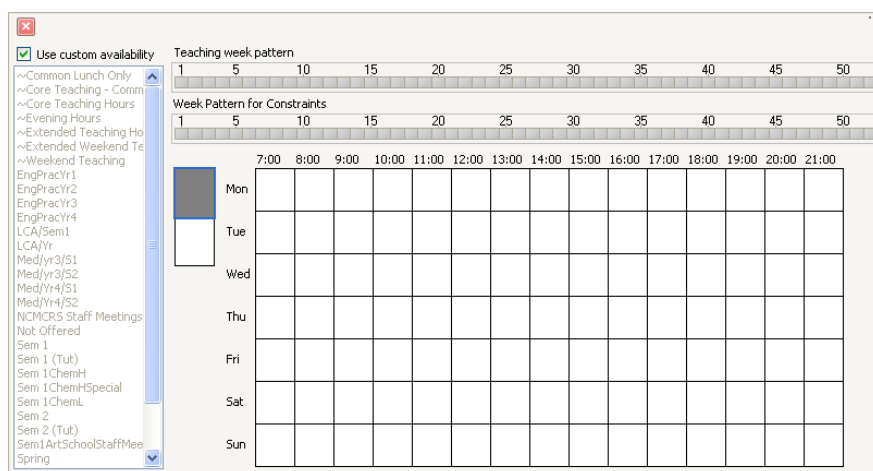 Use custom availability
~Common Lunch Only
~Core Teaching - Comm
~Core Teaching Hours
~Evening Hours
~Extended Teaching Ho
~Extended Weekend Te
~Weekend Teaching
EngPracYr1
EngPracYr2
EngPracYr3
EngPracYr4
LCA/Sem1
LCA/Yr
Med/yr3/S1
Med/yr3/S2
Med/Yr4/S1
Med/Yr4/S2
NCMCRS Staff Meetings
Not Offered
Sem 1
Sem 1 (Tut)
Sem 1ChemH
Sem 1ChemHSpecial
Sem 1ChemL
Sem 2
Sem 2 (Tut)
Sem1ArtSchoolStaffMee
Spring
Teaching week pattern
1 5 10 15 20 25 30 35 40 45 50
Week Pattern for Constraints
1 5 10 15 20 25 30 35 40 45 50
7:00 8:00 9:00 10:00 11:00 12:00 13:00 14:00 15:00 16:00 17:00 18:00 19:00 20:00 21:00
Mon
Tue
Wed
Thu
Fri
Sat
Sun